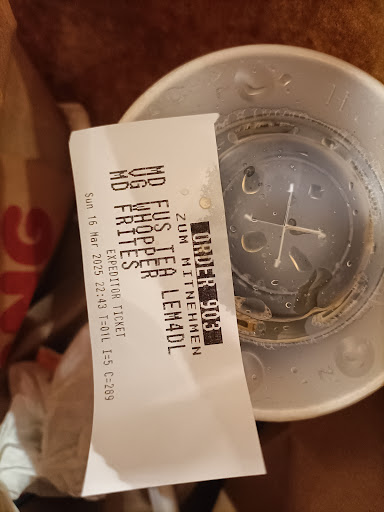 ORDER 903
ZUM MITNEHMEN
MD FUS TEA LEM4DL
VG WHOPPER
MD FRITES
EXPEDITOR TICKET
Sun 16 Mar 2025 22:43 T=01L I=5 C=289